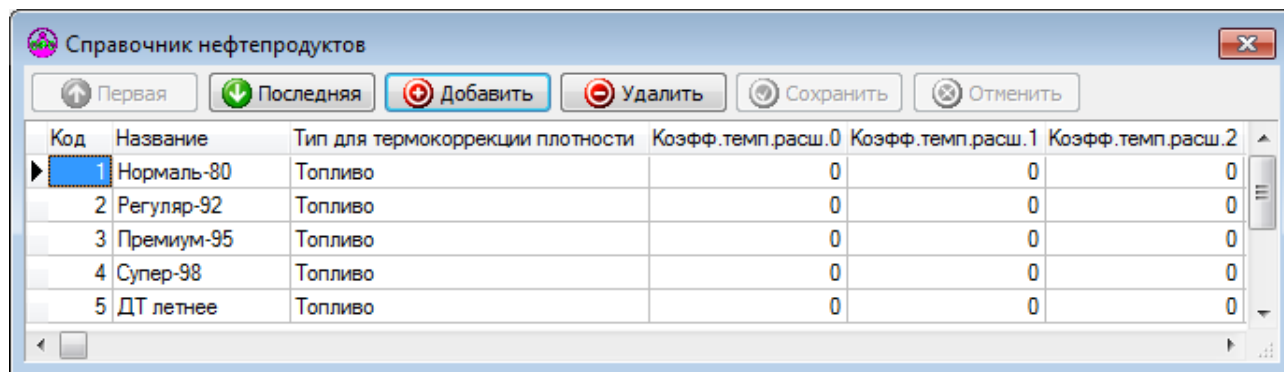 Справочник нефтепродуктов
Первая Последняя Добавить Удалить Сохранить Отменить
Код Название Тип для термокоррекции плотности Коэфф.темп.расш.0 Коэфф.темп.расш.1 Коэфф.темп.расш.2
1 Нормаль-80 Топливо 0 0 0
2 Регуляр-92 Топливо 0 0 0
3 Премиум-95 Топливо 0 0 0
4 Супер-98 Топливо 0 0 0
5 ДТ летнее Топливо 0 0 0